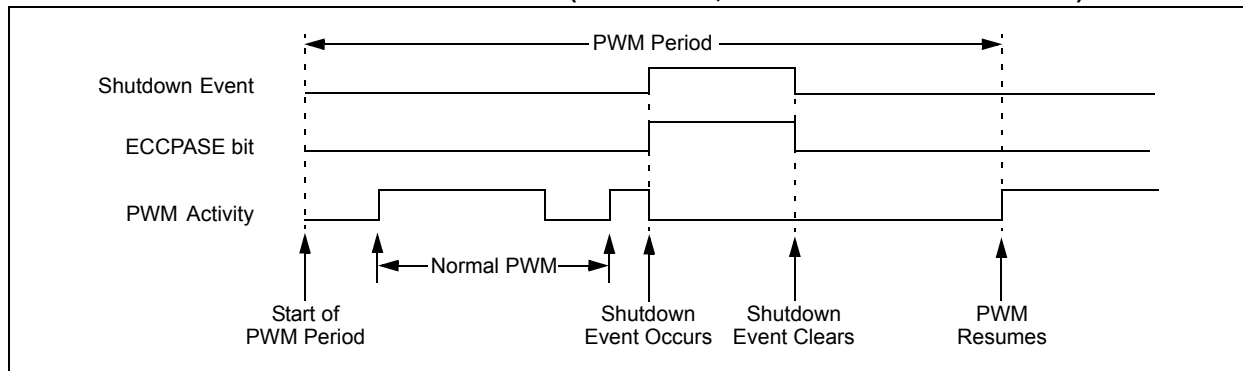 PWM Period
Shutdown Event
ECCPASE bit
PWM Activity
Normal PWM
Start of
PWM Period
Shutdown
Event Occurs
Shutdown
Event Clears
PWM
Resumes